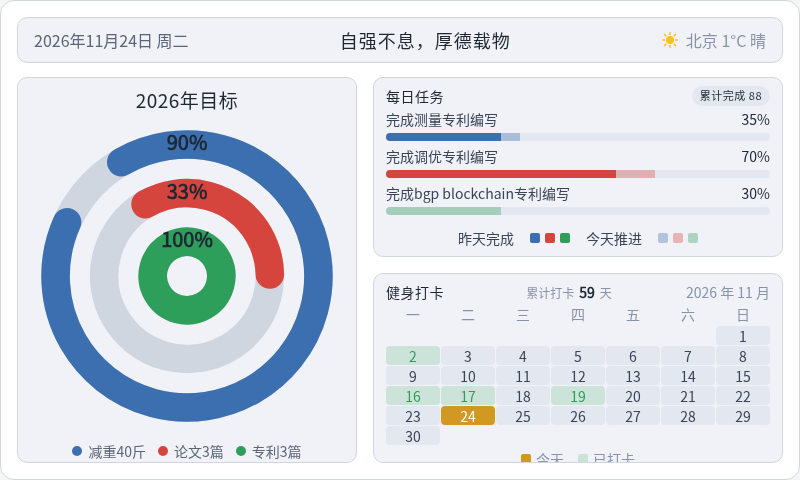 2026年11月24日 周二
自强不息，厚德载物
北京 1°C 晴
2026年目标
90%
33%
100%
减重40斤 论文3篇 专利3篇
每日任务
累计完成 88
完成测量专利编写 35%
完成调优专利编写 70%
完成bgp blockchain专利编写 30%
昨天完成 今天推进
健身打卡 累计打卡 59 天 2026 年 11 月
一 二 三 四 五 六 日
1
2 3 4 5 6 7 8
9 10 11 12 13 14 15
16 17 18 19 20 21 22
23 24 25 26 27 28 29
30
今天 已打卡